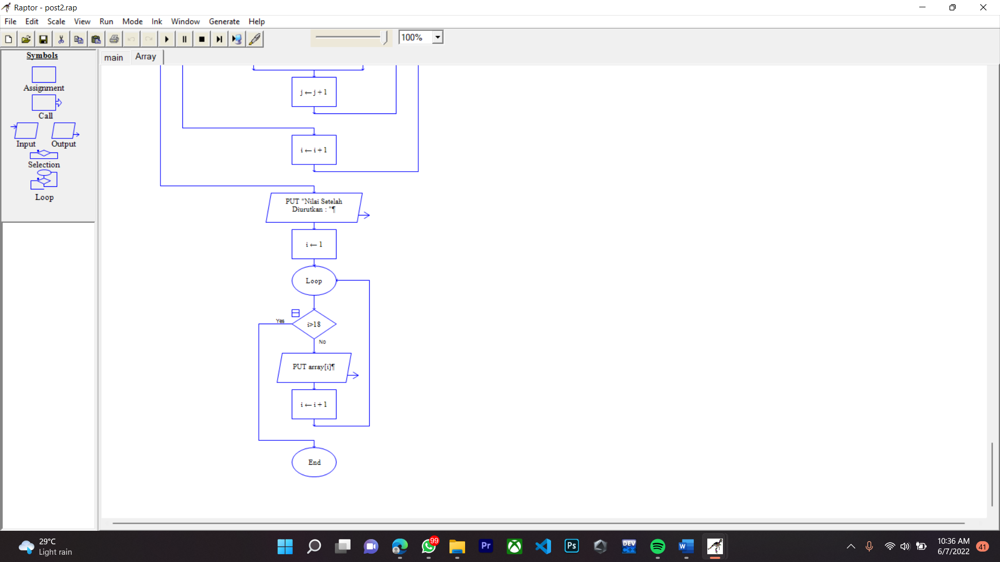 Raptor - post2.rap
File Edit Scale View Run Mode Ink Window Generate Help
100%
Symbols
Assignment
Call
Input Output
Selection
Loop
main Array
j ← j + 1
i ← i + 1
PUT "Nilai Setelah
Diurutkan : "¶
i ← 1
Loop
Yes
i>18
No
PUT array[i]¶
i ← i + 1
End
29°C
Light rain
99
Pr
Ps
DEV
C++
W
10:36 AM
6/7/2022
41